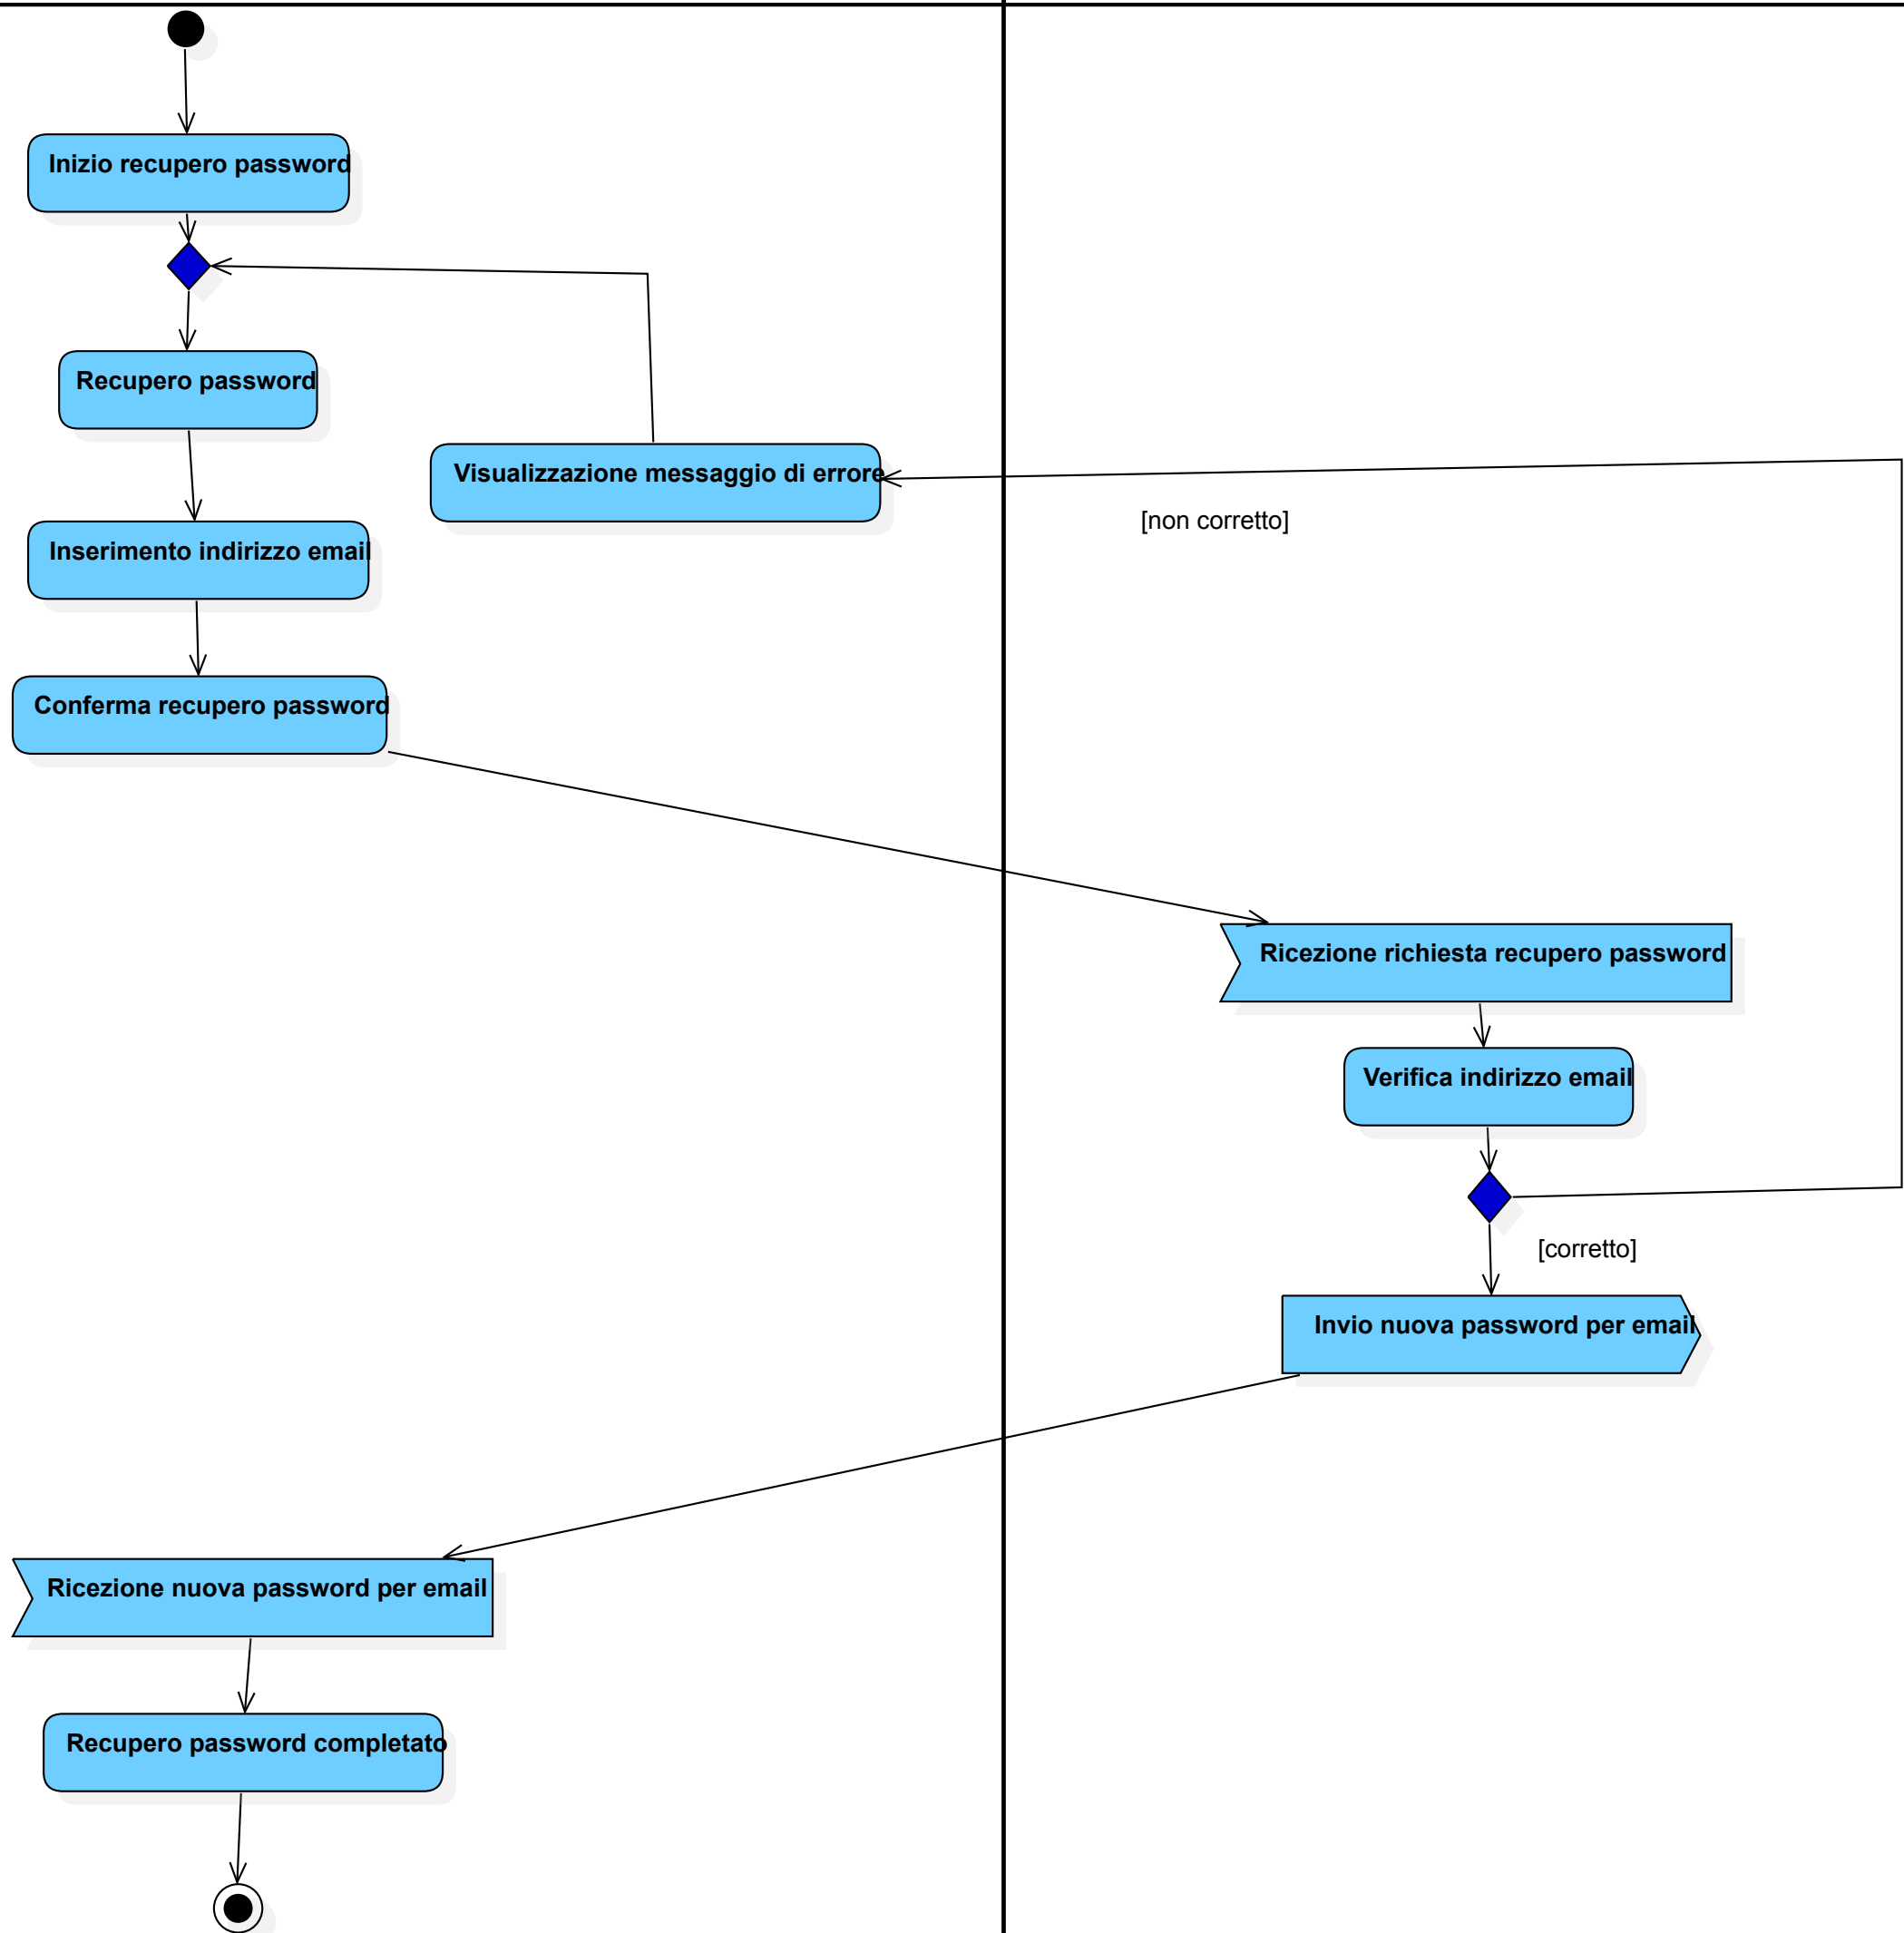 Inizio recupero password
Recupero password
Visualizzazione messaggio di errore
[non corretto]
Inserimento indirizzo email
Conferma recupero password
Ricezione richiesta recupero password
Verifica indirizzo email
[corretto]
Invio nuova password per email
Ricezione nuova password per email
Recupero password completato